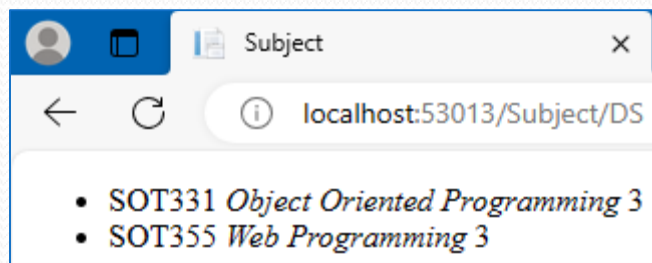 Subject
localhost:53013/Subject/DS
SOT331 Object Oriented Programming 3
SOT355 Web Programming 3